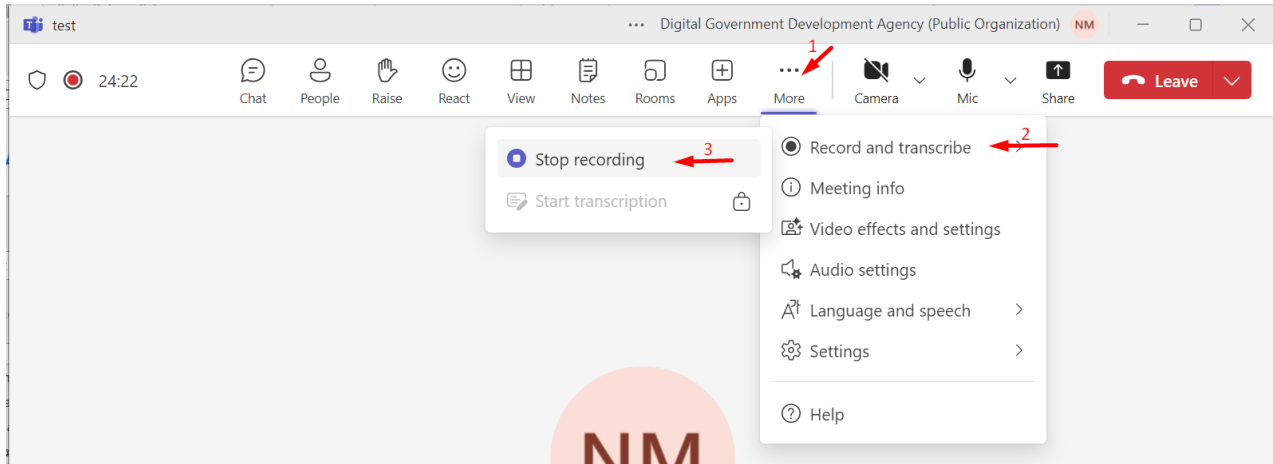 test
... Digital Government Development Agency (Public Organization) NM
1
24:22
Chat People Raise React View Notes Rooms Apps More Camera Mic Share Leave
Record and transcribe 2
Stop recording 3
Meeting info
Start transcription
Video effects and settings
Audio settings
Language and speech
Settings
Help
NM